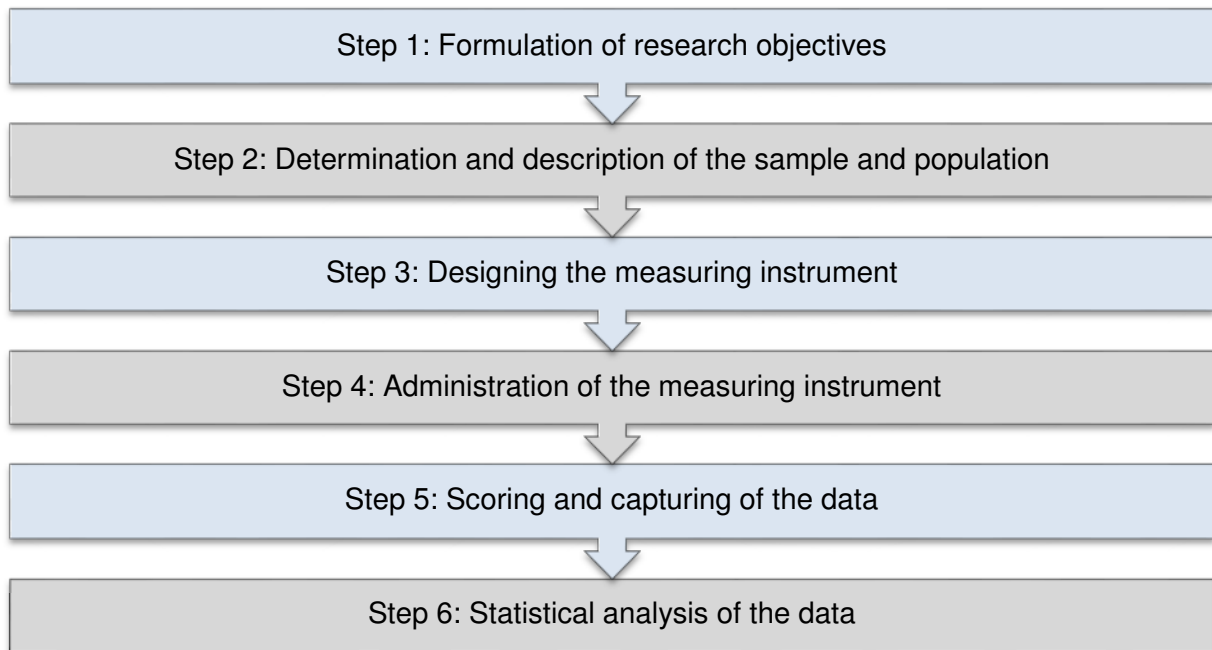 Step 1: Formulation of research objectives
Step 2: Determination and description of the sample and population
Step 3: Designing the measuring instrument
Step 4: Administration of the measuring instrument
Step 5: Scoring and capturing of the data
Step 6: Statistical analysis of the data